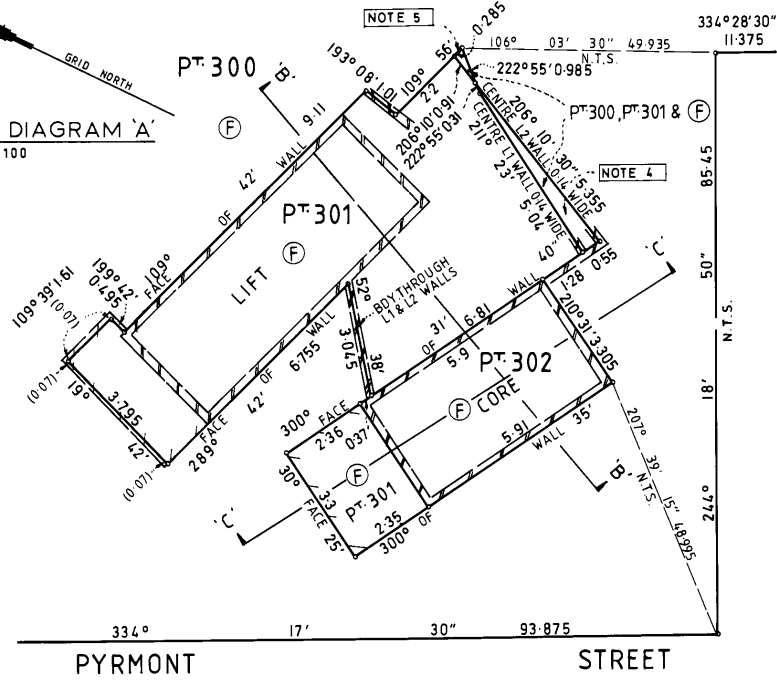 NOTE 5
0·285
334°28'30"
11·375
106° 03' 30" 49·935
N.T.S.
GRID NORTH
PT. 300
'B'
193° 08' 1·01
109° 56'
2·2
222°55' 0·985
DIAGRAM 'A'
100
F
9·11
206°10' 0·91
222°55' 0·31
PT.300, PT.301 & F
206° 10' 30" 5·355
CENTRE L2 WALL 0·14 WIDE
CENTRE L1 WALL 0·14 WIDE
211° 23' 5·04
NOTE 4
85·45
109° 42'
FACE OF WALL
PT. 301
F
LIFT
199° 42'
0·495
109° 39' 1·61
(0·07)
(0·07)
(0·07)
19° 3·795 42'
289° 42' 6·755
FACE OF WALL
52° 38'
3·045
BDY THROUGH
L1 & L2 WALLS
40"
1·28
0·55
'C'
50"
N.T.S.
300° 31' 6·81
FACE OF WALL
5·9
PT. 302
210° 31' 3·305
F CORE
18'
300°
2·36
0·37
F
PT. 301
30° 3·3 25'
FACE
2·35
5·91
300° OF WALL 35'
'B'
'C'
207° 39' 15" 48·995
N.T.S.
244°
334° 17' 30" 93·875
PYRMONT STREET